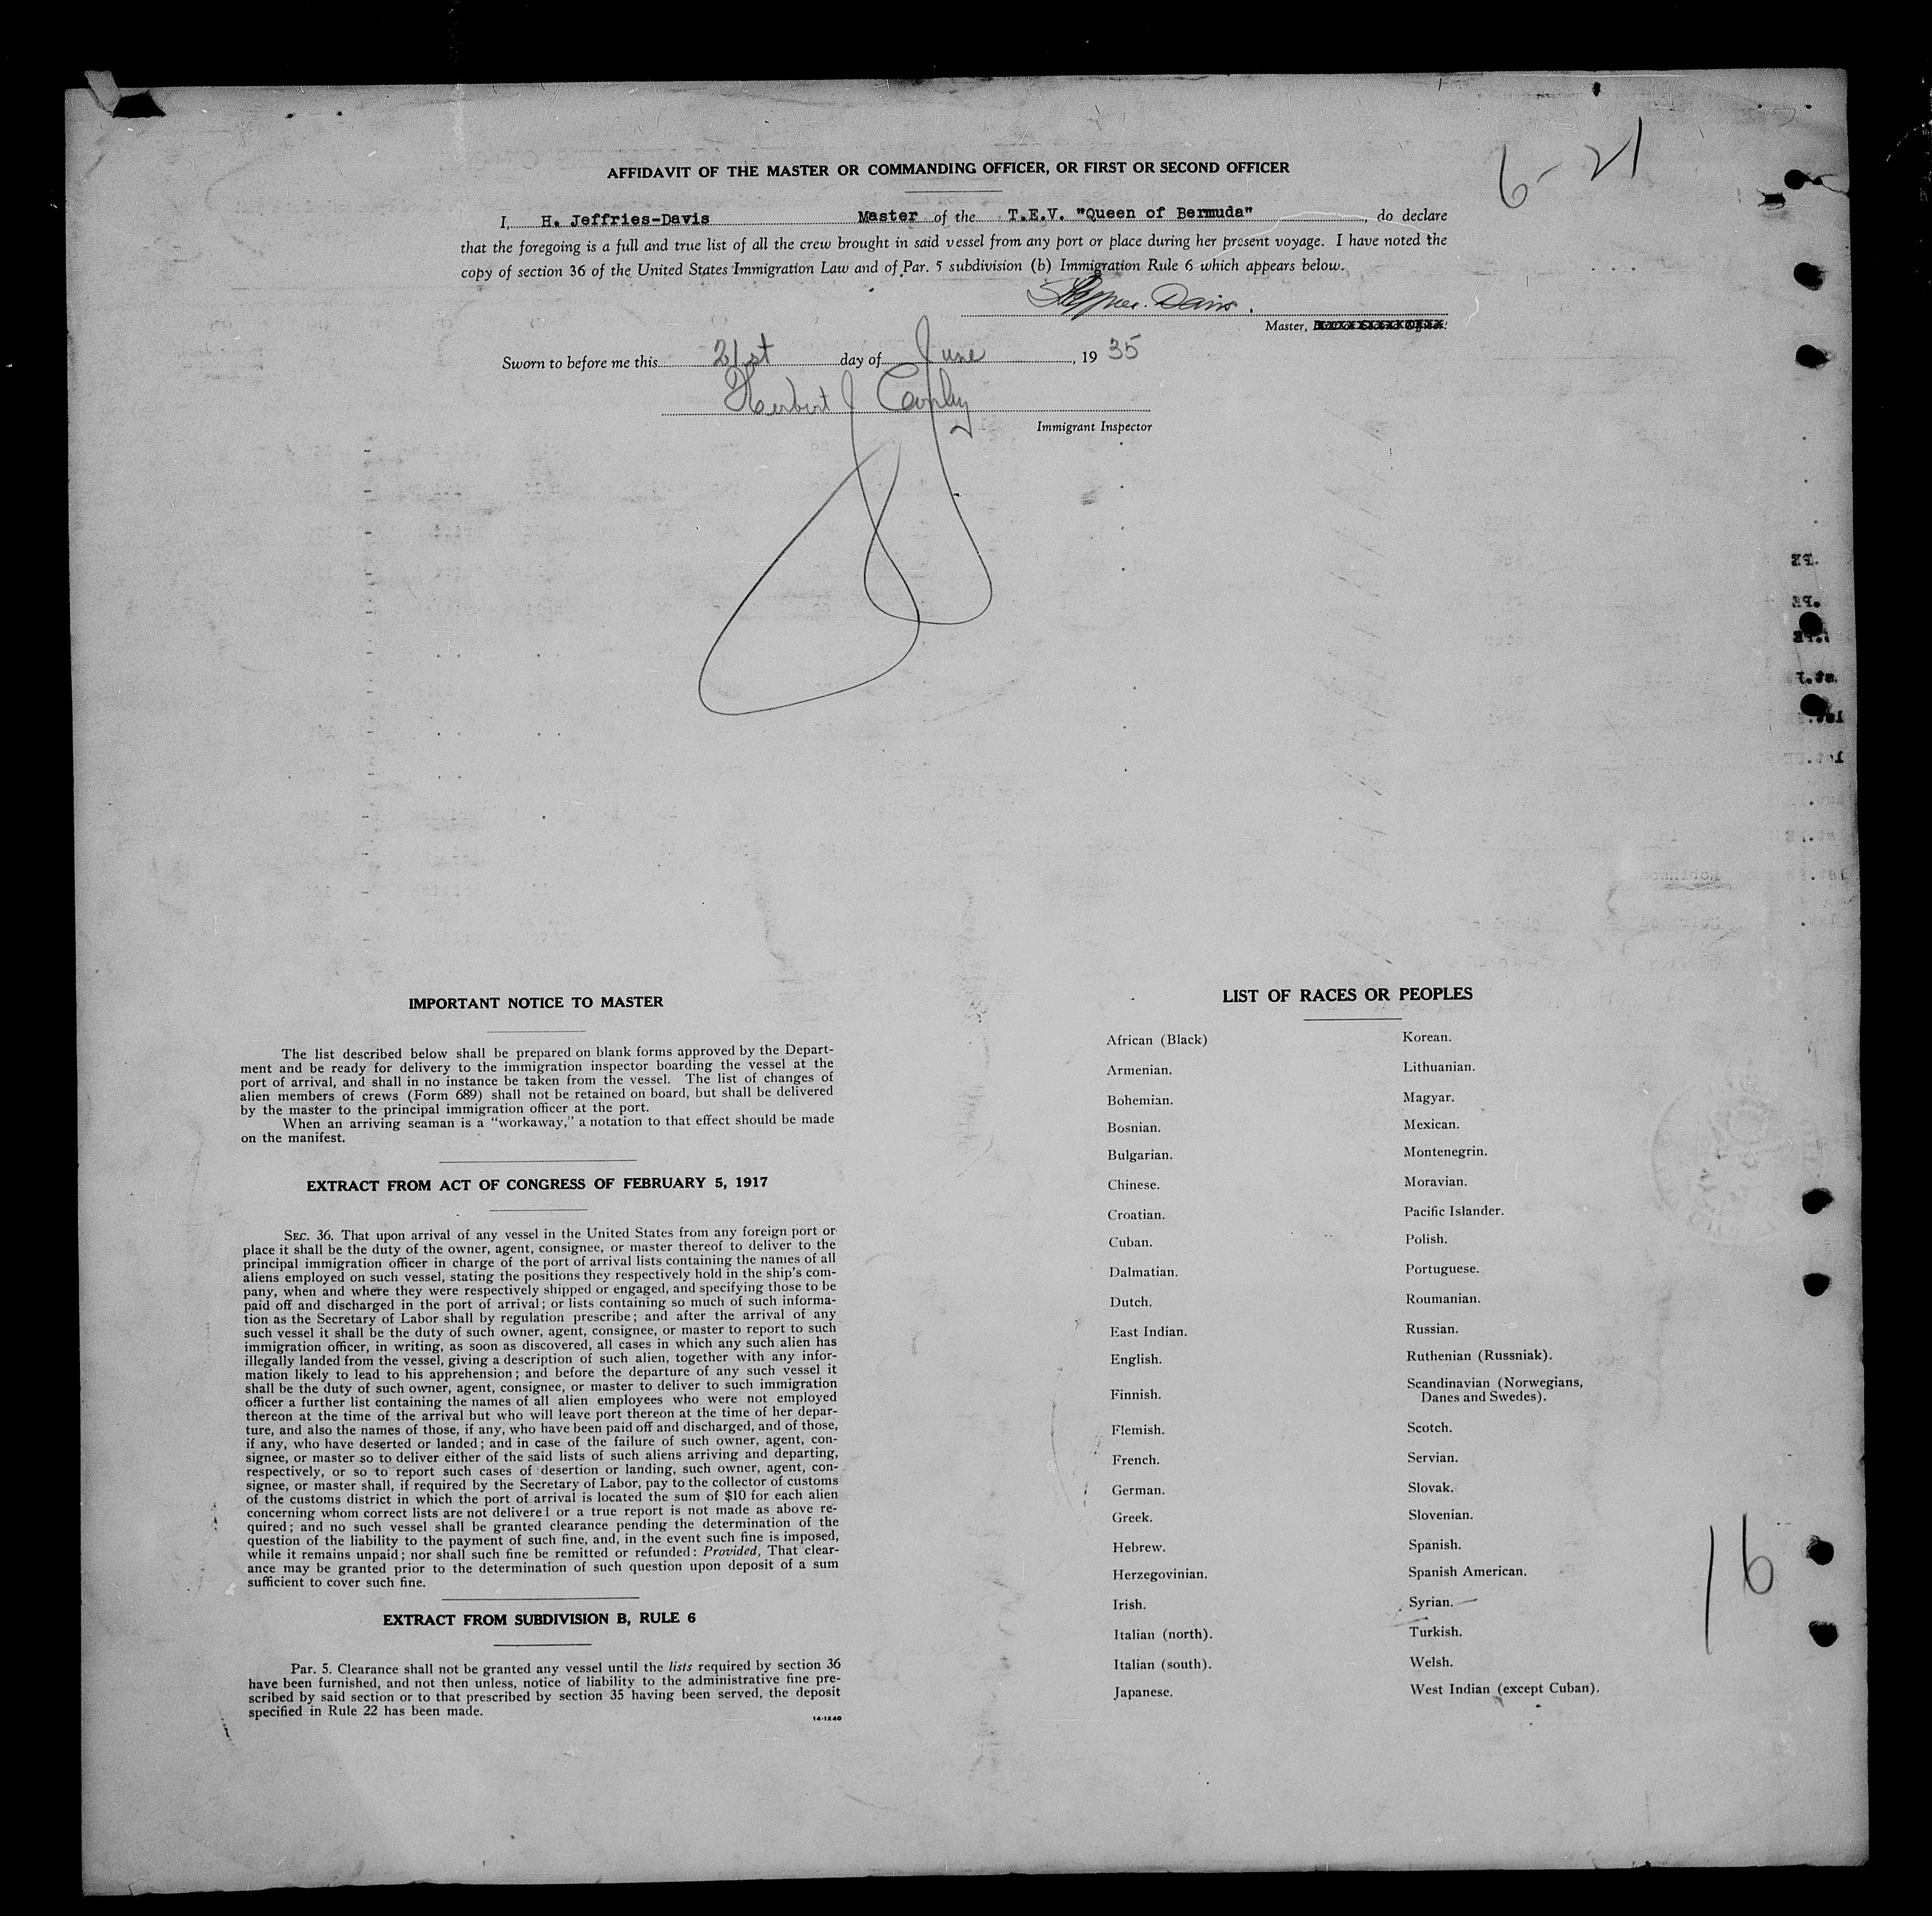 6-21
AFFIDAVIT OF THE MASTER OR COMMANDING OFFICER, OR FIRST OR SECOND OFFICER
I, H. Jeffries-Davis Master of the T.E.V. "Queen of Bermuda", do declare
that the foregoing is a full and true list of all the crew brought in said vessel from any port or place during her present voyage. I have noted the
copy of section 36 of the United States Immigration Law and of Par. 5 subdivision (b) Immigration Rule 6 which appears below.
Davis.
Master,
Sworn to before me this 21st day of June, 19 35
Herbert J
Immigrant Inspector
IMPORTANT NOTICE TO MASTER
The list described below shall be prepared on blank forms approved by the Depart-
ment and be ready for delivery to the immigration inspector boarding the vessel at the
port of arrival, and shall in no instance be taken from the vessel. The list of changes of
alien members of crews (Form 689) shall not be retained on board, but shall be delivered
by the master to the principal immigration officer at the port.
When an arriving seaman is a "workaway," a notation to that effect should be made
on the manifest.
EXTRACT FROM ACT OF CONGRESS OF FEBRUARY 5, 1917
SEC. 36. That upon arrival of any vessel in the United States from any foreign port or
place it shall be the duty of the owner, agent, consignee, or master thereof to deliver to the
principal immigration officer in charge of the port of arrival lists containing the names of all
aliens employed on such vessel, stating the positions they respectively hold in the ship's com-
pany, when and where they were respectively shipped or engaged, and specifying those to be
paid off and discharged in the port of arrival; or lists containing so much of such informa-
tion as the Secretary of Labor shall by regulation prescribe; and after the arrival of any
such vessel it shall be the duty of such owner, agent, consignee, or master to report to such
immigration officer, in writing, as soon as discovered, all cases in which any such alien has
illegally landed from the vessel, giving a description of such alien, together with any infor-
mation likely to lead to his apprehension; and before the departure of any such vessel it
shall be the duty of such owner, agent, consignee, or master to deliver to such immigration
officer a further list containing the names of all alien employees who were not employed
thereon at the time of the arrival but who will leave port thereon at the time of her depar-
ture, and also the names of those, if any, who have been paid off and discharged, and of those,
if any, who have deserted or landed; and in case of the failure of such owner, agent, con-
signee, or master so to deliver either of the said lists of such aliens arriving and departing,
respectively, or so to report such cases of desertion or landing, such owner, agent, con-
signee, or master shall, if required by the Secretary of Labor, pay to the collector of customs
of the customs district in which the port of arrival is located the sum of $10 for each alien
concerning whom correct lists are not delivered or a true report is not made as above re-
quired; and no such vessel shall be granted clearance pending the determination of the
question of the liability to the payment of such fine, and, in the event such fine is imposed,
while it remains unpaid; nor shall such fine be remitted or refunded: Provided, That clear-
ance may be granted prior to the determination of such question upon deposit of a sum
sufficient to cover such fine.
EXTRACT FROM SUBDIVISION B, RULE 6
Par. 5. Clearance shall not be granted any vessel until the lists required by section 36
have been furnished, and not then unless, notice of liability to the administrative fine pre-
scribed by said section or to that prescribed by section 35 having been served, the deposit
specified in Rule 22 has been made.
14-1240
LIST OF RACES OR PEOPLES
African (Black)
Armenian.
Bohemian.
Bosnian.
Bulgarian.
Chinese.
Croatian.
Cuban.
Dalmatian.
Dutch.
East Indian.
English.
Finnish.
Flemish.
French.
German.
Greek.
Hebrew.
Herzegovinian.
Irish.
Italian (north).
Italian (south).
Japanese.
Korean.
Lithuanian.
Magyar.
Mexican.
Montenegrin.
Moravian.
Pacific Islander.
Polish.
Portuguese.
Roumanian.
Russian.
Ruthenian (Russniak).
Scandinavian (Norwegians,
Danes and Swedes).
Scotch.
Servian.
Slovak.
Slovenian.
Spanish.
Spanish American.
Syrian.
Turkish.
Welsh.
West Indian (except Cuban).
16